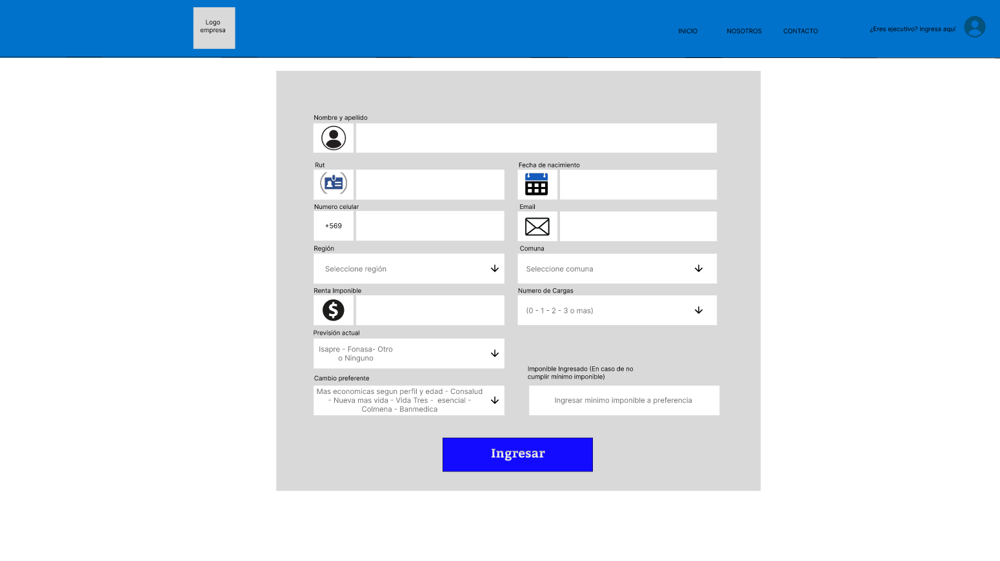 Logo
empresa
INICIO
NOSOTROS
CONTACTO
¿Eres ejecutivo? Ingresa aquí
Nombre y apellido
Rut
Fecha de nacimiento
Numero celular
Email
+569
Región
Comuna
Seleccione región
Seleccione comuna
Renta Imponible
Numero de Cargas
$
(0 - 1 - 2 - 3 o mas)
Previsión actual
Isapre - Fonasa- Otro
o Ninguno
Imponible Ingresado (En caso de no
cumplir mínimo imponible)
Cambio preferente
Mas economicas segun perfil y edad - Consalud
- Nueva mas vida - Vida Tres -  esencial -
Colmena - Banmedica
Ingresar minimo imponible a preferencia
Ingresar